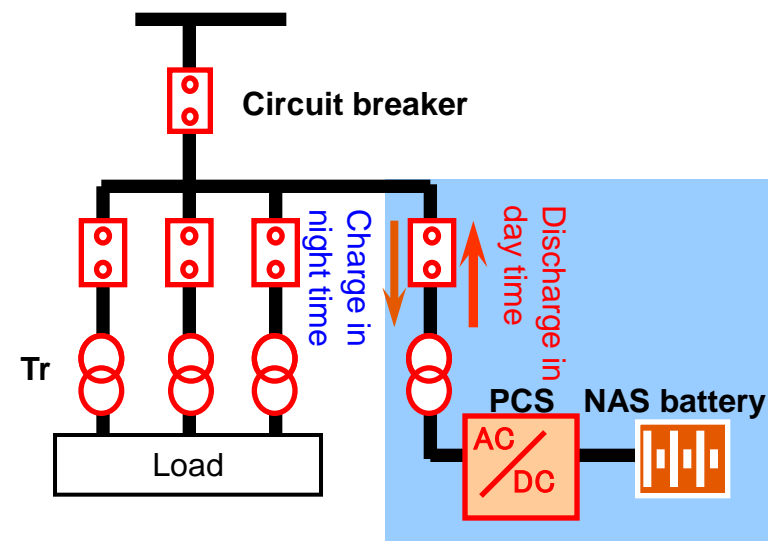 Circuit breaker
Charge in
night time
Discharge in
day time
Tr
PCS
NAS battery
AC
DC
Load